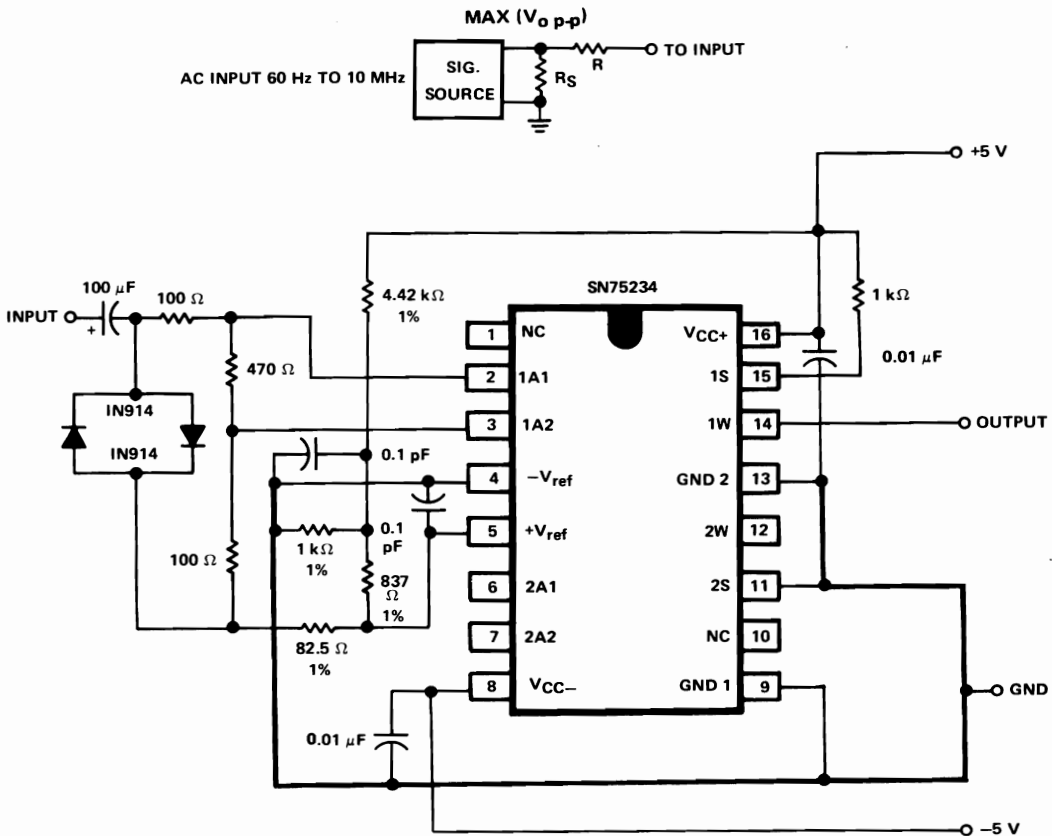 MAX (Vo p-p)
AC INPUT 60 Hz TO 10 MHz
SIG.
SOURCE
RS
R
TO INPUT
+5 V
INPUT
100 μF
+
100 Ω
470 Ω
IN914
IN914
100 Ω
4.42 kΩ
1%
0.1 pF
0.1
pF
1 kΩ
1%
837
Ω
1%
82.5 Ω
1%
0.01 μF
SN75234
1 NC
2 1A1
3 1A2
4 −Vref
5 +Vref
6 2A1
7 2A2
8 VCC−
VCC+ 16
1S 15
1W 14
GND 2 13
2W 12
2S 11
NC 10
GND 1 9
1 kΩ
0.01 μF
OUTPUT
GND
−5 V